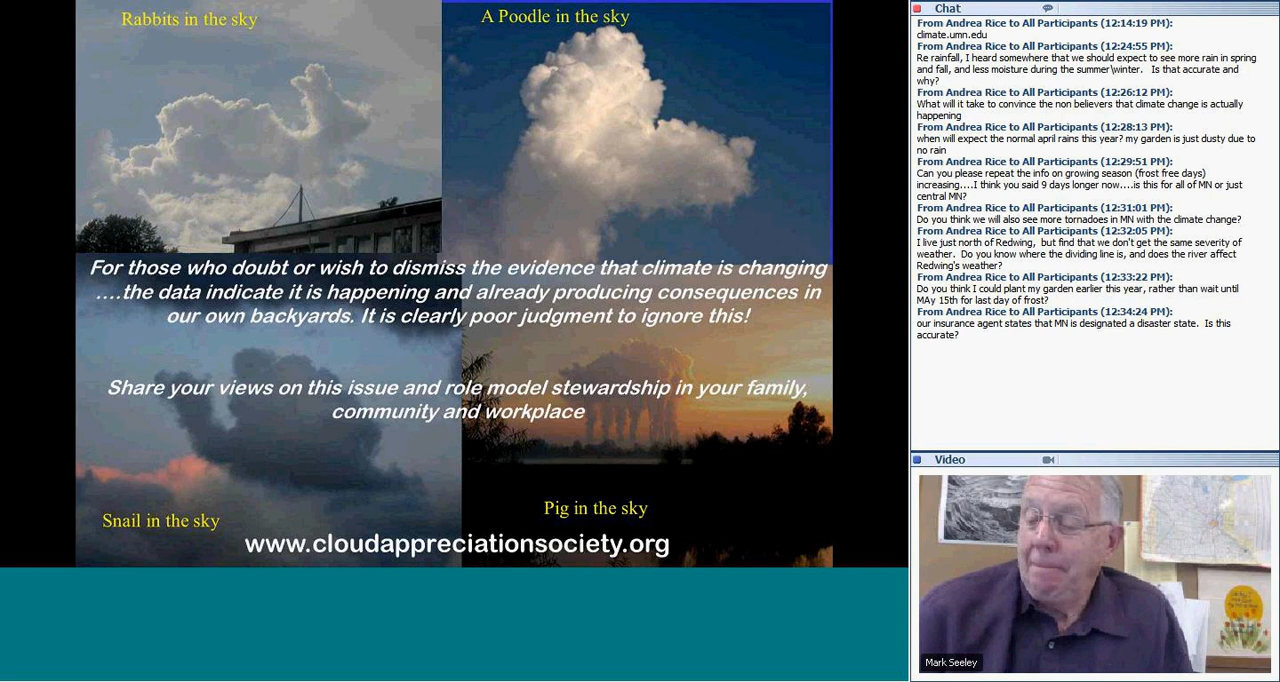 Rabbits in the sky
A Poodle in the sky
For those who doubt or wish to dismiss the evidence that climate is changing
....the data indicate it is happening and already producing consequences in
our own backyards. It is clearly poor judgment to ignore this!
Share your views on this issue and role model stewardship in your family,
community and workplace
Snail in the sky
Pig in the sky
www.cloudappreciationsociety.org
Chat
From Andrea Rice to All Participants (12:14:19 PM):
climate.umn.edu
From Andrea Rice to All Participants (12:24:55 PM):
Re rainfall, I heard somewhere that we should expect to see more rain in spring
and fall, and less moisture during the summer\winter. Is that accurate and
why?
From Andrea Rice to All Participants (12:26:12 PM):
What will it take to convince the non believers that climate change is actually
happening
From Andrea Rice to All Participants (12:28:13 PM):
when will expect the normal april rains this year? my garden is just dusty due to
no rain
From Andrea Rice to All Participants (12:29:51 PM):
Can you please repeat the info on growing season (frost free days)
increasing....I think you said 9 days longer now....is this for all of MN or just
central MN?
From Andrea Rice to All Participants (12:31:01 PM):
Do you think we will also see more tornadoes in MN with the climate change?
From Andrea Rice to All Participants (12:32:05 PM):
I live just north of Redwing, but find that we don't get the same severity of
weather. Do you know where the dividing line is, and does the river affect
Redwing's weather?
From Andrea Rice to All Participants (12:33:22 PM):
Do you think I could plant my garden earlier this year, rather than wait until
MAy 15th for last day of frost?
From Andrea Rice to All Participants (12:34:24 PM):
our insurance agent states that MN is designated a disaster state. Is this
accurate?
Video
Mark Seeley